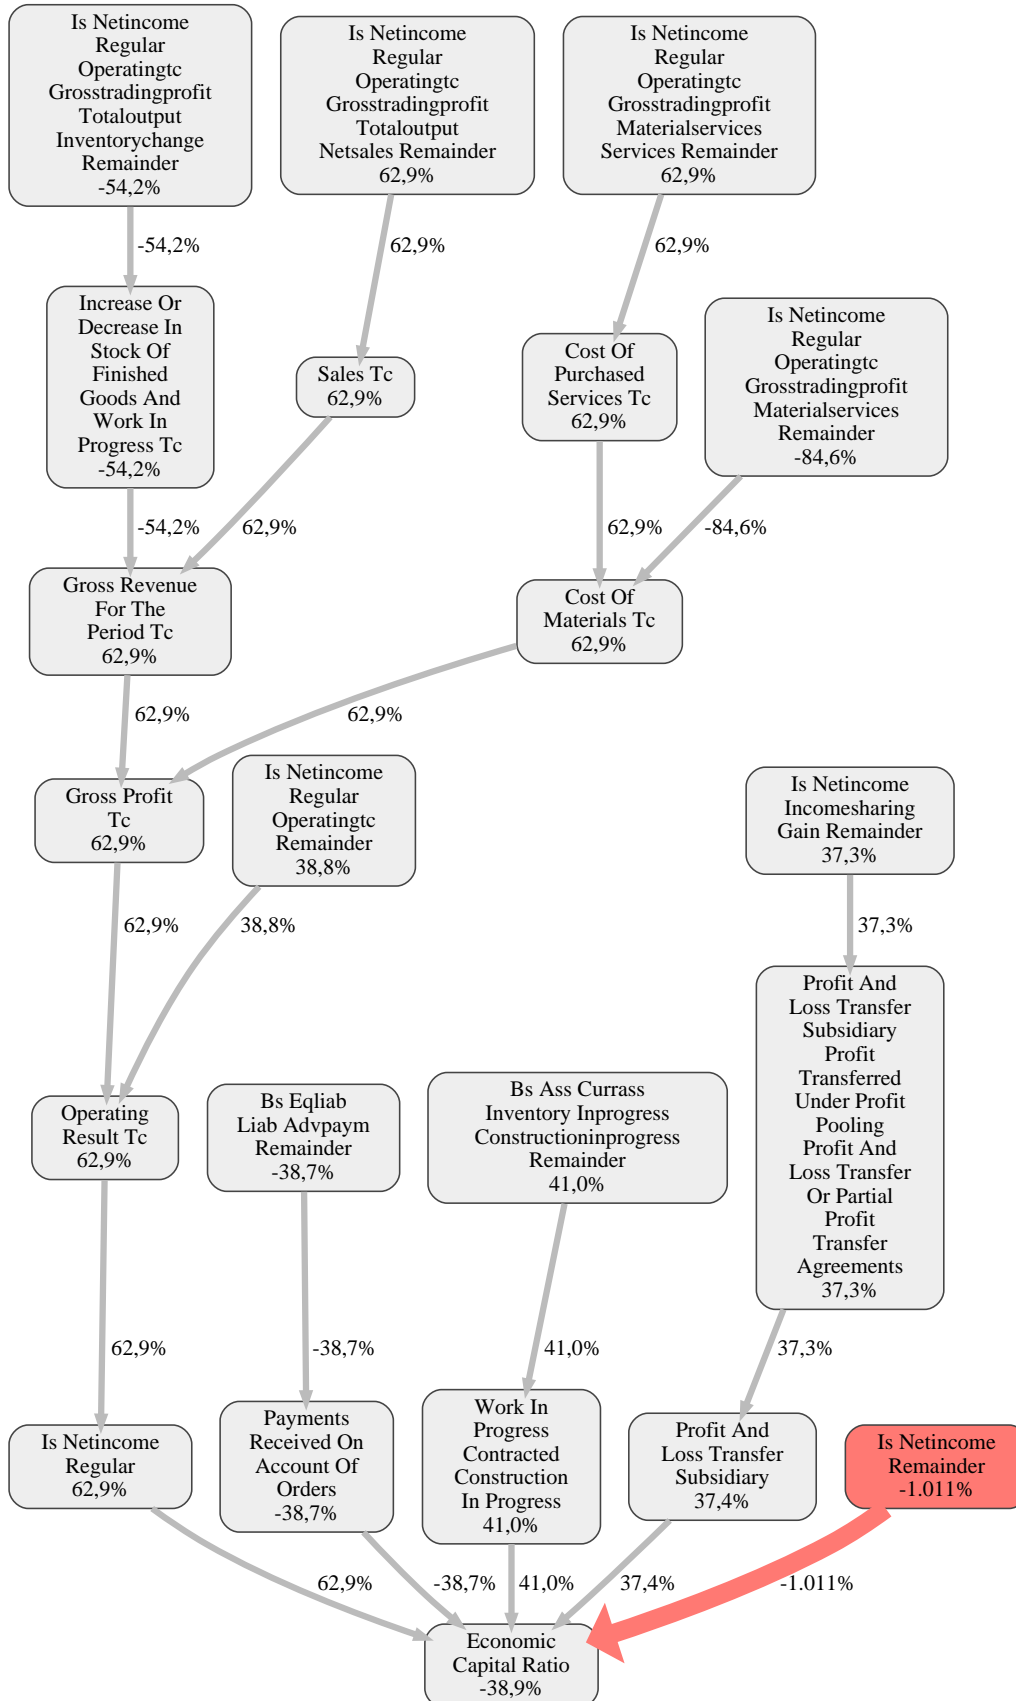 Is Netincome
Regular
Operatingtc
Grosstradingprofit
Totaloutput
Inventorychange
Remainder
-54,2%
Is Netincome
Regular
Operatingtc
Grosstradingprofit
Totaloutput
Netsales Remainder
62,9%
Is Netincome
Regular
Operatingtc
Grosstradingprofit
Materialservices
Services Remainder
62,9%
-54,2%
62,9%
62,9%
Increase Or
Decrease In
Stock Of
Finished
Goods And
Work In
Progress Tc
-54,2%
Sales Tc
62,9%
Cost Of
Purchased
Services Tc
62,9%
Is Netincome
Regular
Operatingtc
Grosstradingprofit
Materialservices
Remainder
-84,6%
-54,2%
62,9%
62,9%
-84,6%
Gross Revenue
For The
Period Tc
62,9%
Cost Of
Materials Tc
62,9%
62,9%
62,9%
Gross Profit
Tc
62,9%
Is Netincome
Regular
Operatingtc
Remainder
38,8%
Is Netincome
Incomesharing
Gain Remainder
37,3%
62,9%
38,8%
37,3%
Operating
Result Tc
62,9%
Bs Eqliab
Liab Advpaym
Remainder
-38,7%
Bs Ass Currass
Inventory Inprogress
Constructioninprogress
Remainder
41,0%
Profit And
Loss Transfer
Subsidiary
Profit
Transferred
Under Profit
Pooling
Profit And
Loss Transfer
Or Partial
Profit
Transfer
Agreements
37,3%
62,9%
-38,7%
41,0%
37,3%
Is Netincome
Regular
62,9%
Payments
Received On
Account Of
Orders
-38,7%
Work In
Progress
Contracted
Construction
In Progress
41,0%
Profit And
Loss Transfer
Subsidiary
37,4%
Is Netincome
Remainder
-1.011%
62,9%
-38,7%
41,0%
37,4%
-1.011%
Economic
Capital Ratio
-38,9%